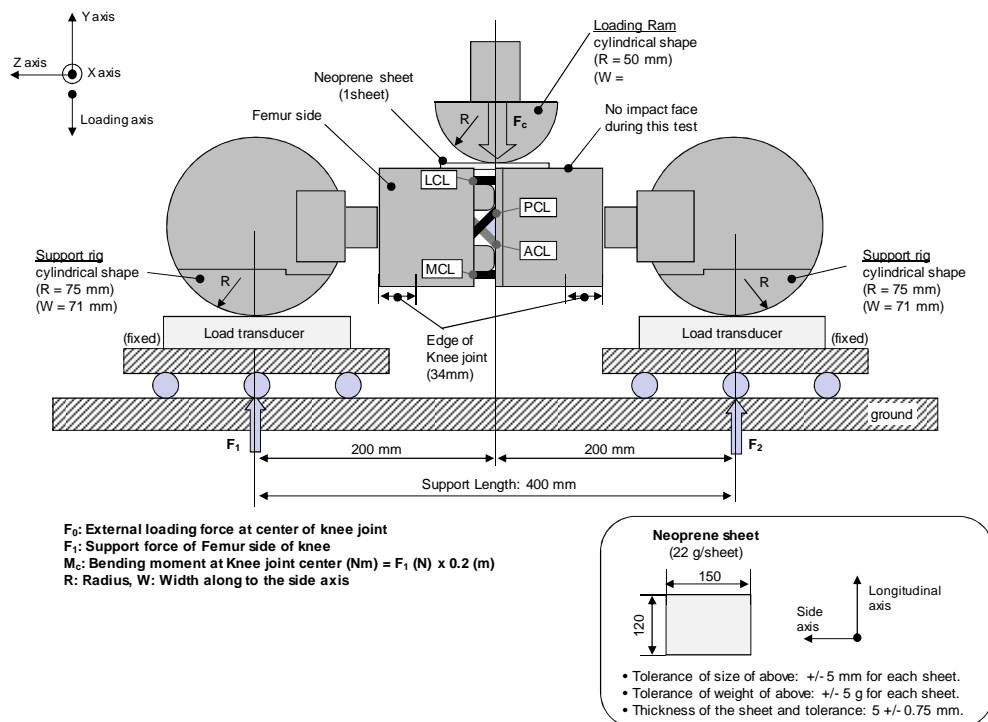 Y axis
Z axis
X axis
Loading axis
Loading Ram
cylindrical shape
(R = 50 mm)
(W =
Neoprene sheet
(1sheet)
Femur side
R
Fc
No impact face
during this test
LCL
PCL
ACL
MCL
Support rig
cylindrical shape
(R = 75 mm)
(W = 71 mm)
R
Support rig
cylindrical shape
(R = 75 mm)
(W = 71 mm)
R
Load transducer
(fixed)
Edge of
Knee joint
(34mm)
Load transducer
(fixed)
ground
F1
200 mm
200 mm
F2
Support Length: 400 mm
F0: External loading force at center of knee joint
F1: Support force of Femur side of knee
Mc: Bending moment at Knee joint center (Nm) = F1 (N) x 0.2 (m)
R: Radius, W: Width along to the side axis
Neoprene sheet
(22 g/sheet)
150
120
Longitudinal
axis
Side
axis
• Tolerance of size of above: +/- 5 mm for each sheet.
• Tolerance of weight of above: +/- 5 g for each sheet.
• Thickness of the sheet and tolerance: 5 +/- 0.75 mm.